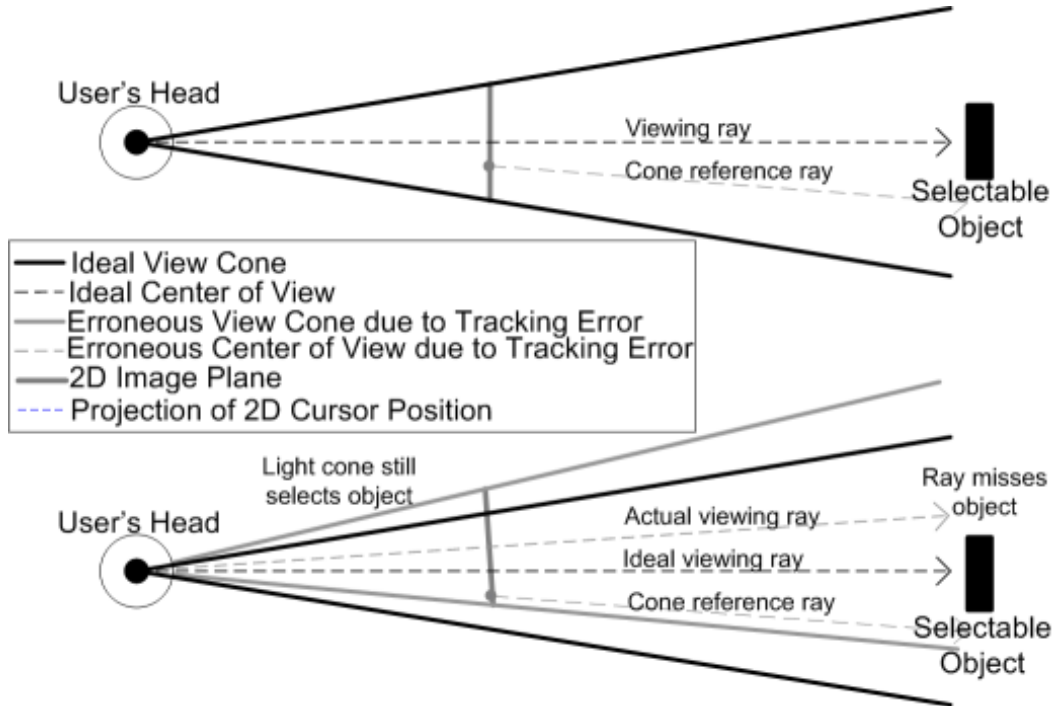 User's Head
Viewing ray
Cone reference ray
Selectable
Object
Ideal View Cone
Ideal Center of View
Erroneous View Cone due to Tracking Error
Erroneous Center of View due to Tracking Error
2D Image Plane
Projection of 2D Cursor Position
Light cone still
selects object
Ray misses
object
User's Head
Actual viewing ray
Ideal viewing ray
Cone reference ray
Selectable
Object